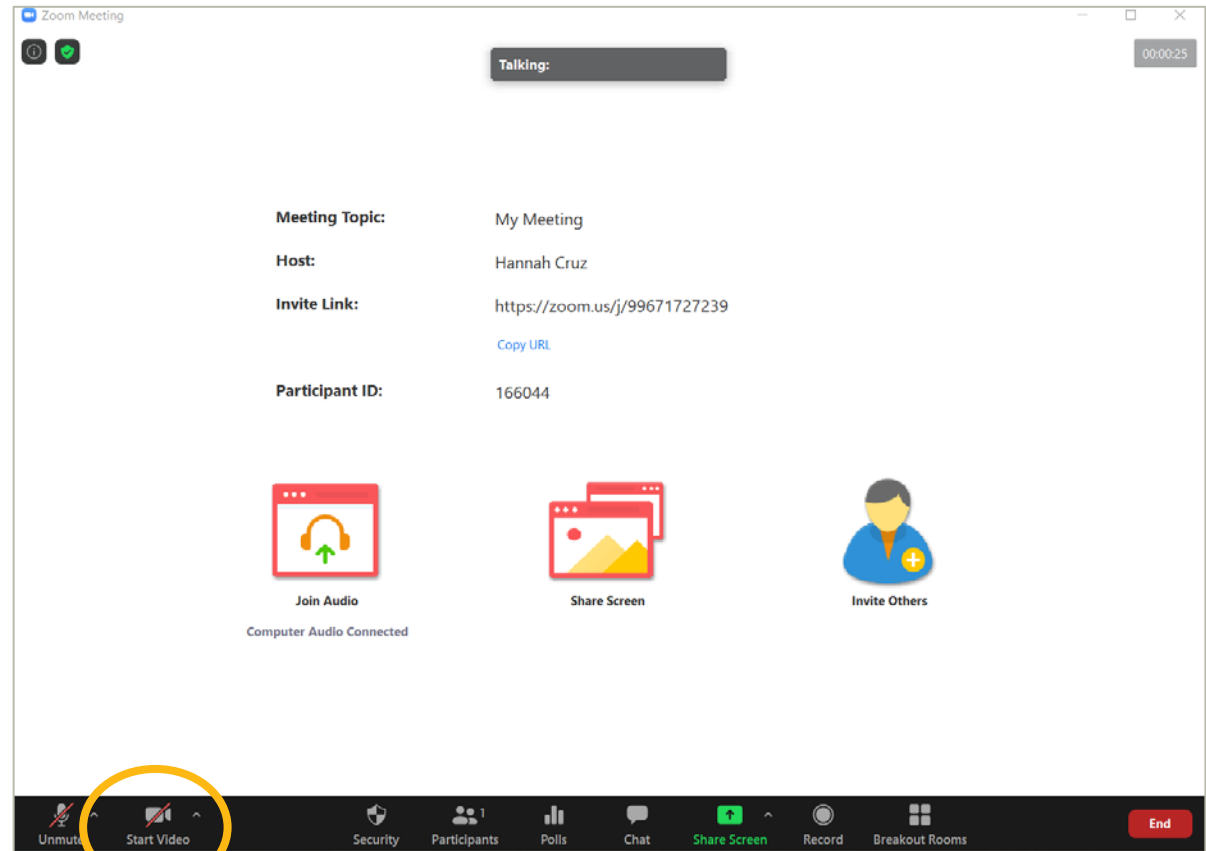 Zoom Meeting
Talking:
00:00:25
Meeting Topic: My Meeting
Host: Hannah Cruz
Invite Link: https://zoom.us/j/99671727239
Copy URL
Participant ID: 166044
Join Audio Share Screen Invite Others
Computer Audio Connected
Unmute Start Video Security Participants 1 Polls Chat Share Screen Record Breakout Rooms End